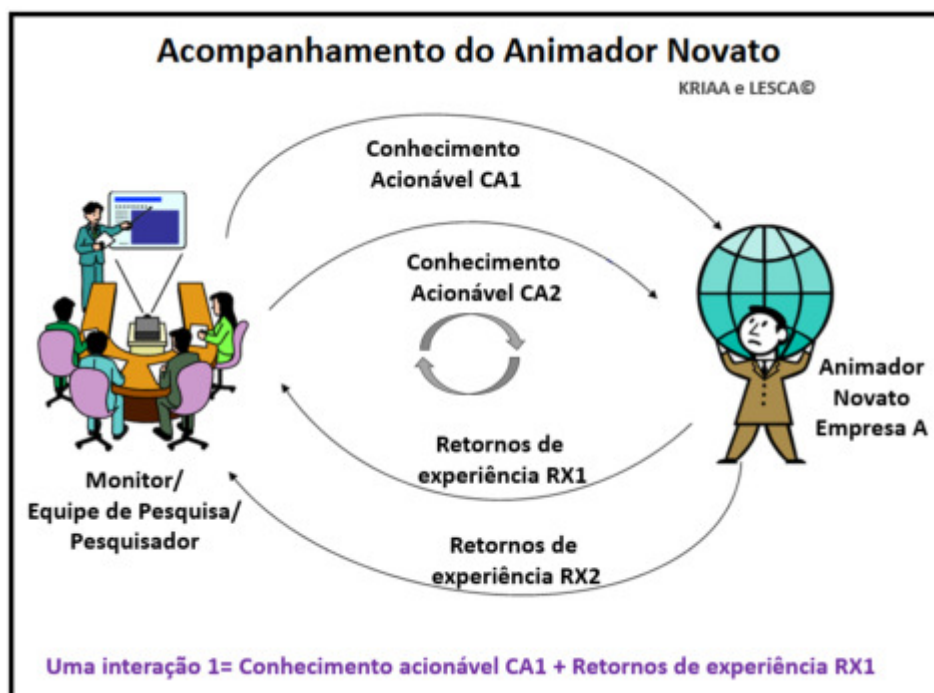 Acompanhamento do Animador Novato
KRIAA e LESCA©
Conhecimento
Acionável CA1
Conhecimento
Acionável CA2
Animador
Novato
Empresa A
Retornos de
experiência RX1
Monitor/
Equipe de Pesquisa/
Pesquisador
Retornos de
experiência RX2
Uma interação 1= Conhecimento acionável CA1 + Retornos de experiência RX1